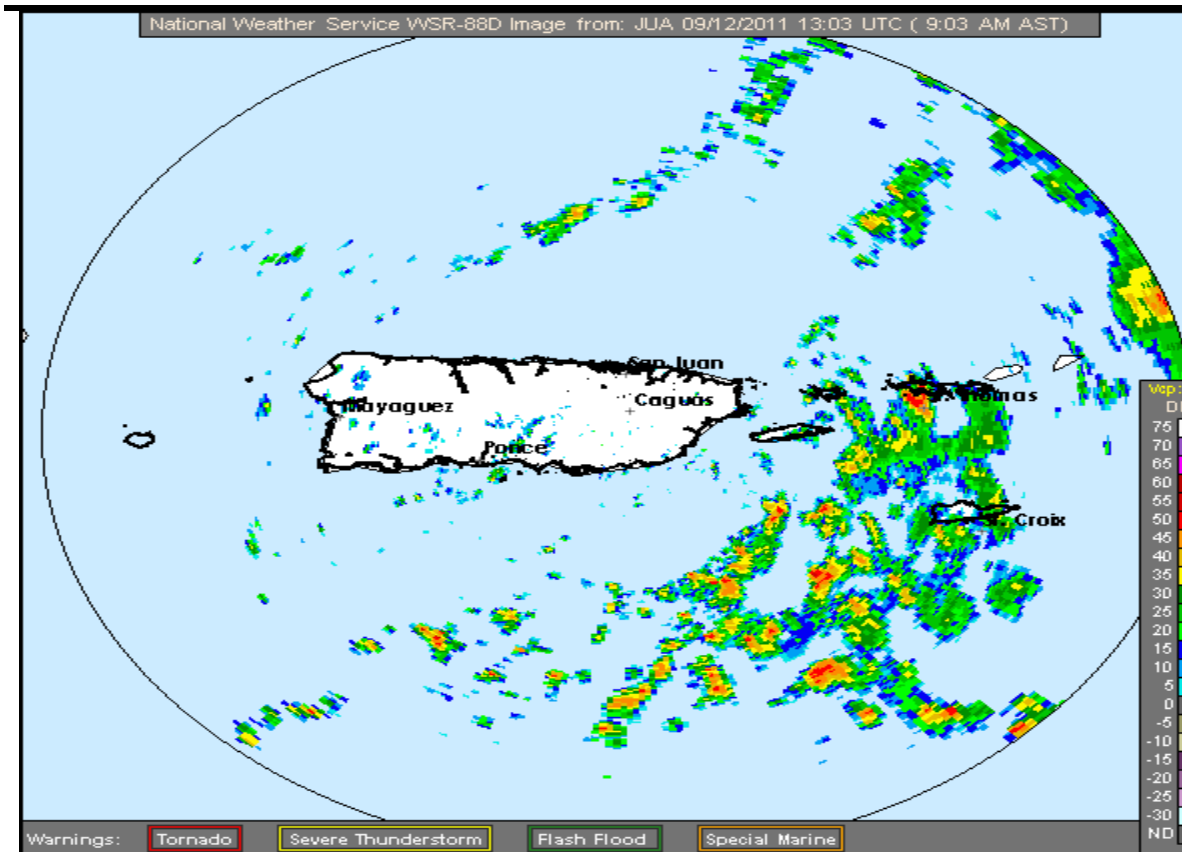 National Weather Service WSR-88D Image from: JUA 09/12/2011 13:03 UTC ( 9:03 AM AST)
San Juan
Caguas
Mayaguez
Ponce
Croix
Vcp:
75
70
65
60
55
50
45
40
35
30
25
20
15
10
5
0
-5
-10
-15
-20
-25
-30
ND
Warnings: Tornado Severe Thunderstorm Flash Flood Special Marine